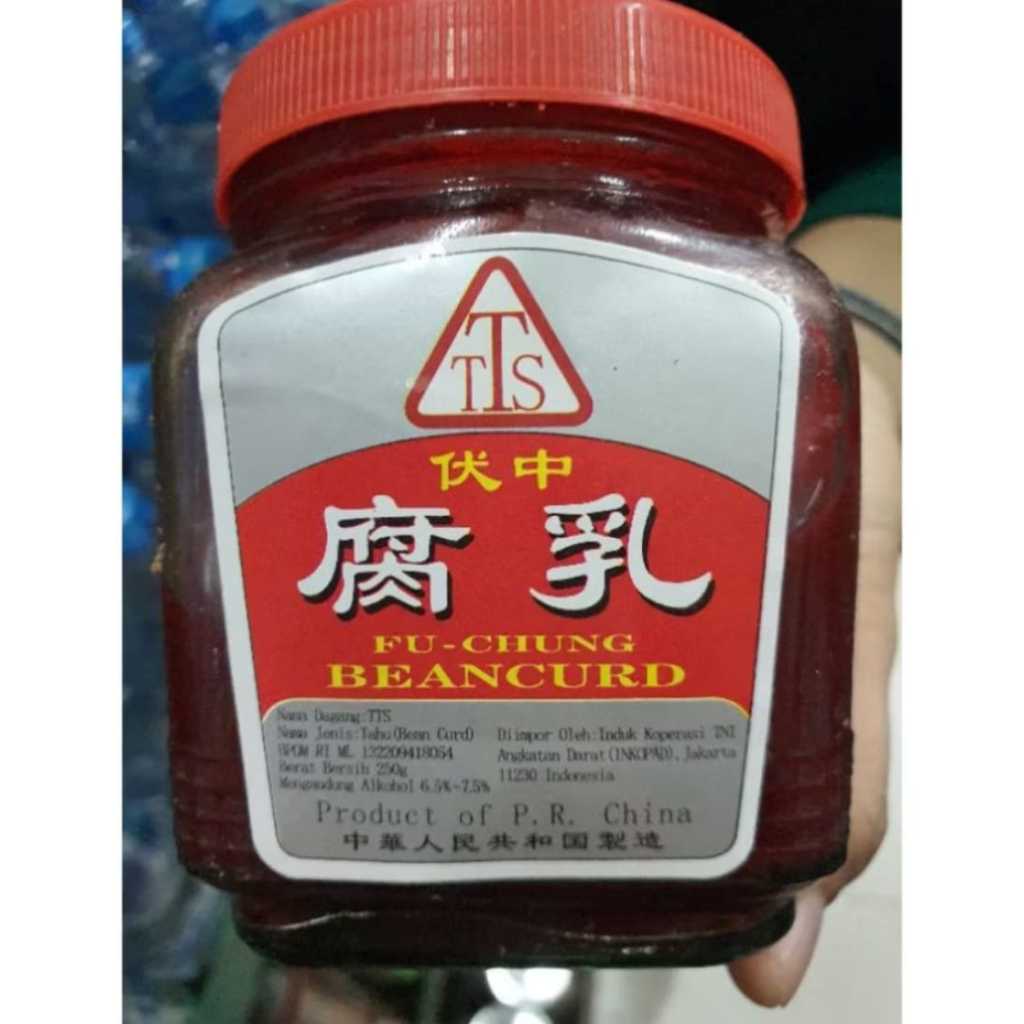 TTS
伏中
腐乳
FU-CHUNG
BEANCURD
Nama Dagang:TTS
Nama Jenis:Tahu(Bean Curd)
BPOM RI ML 132209418054
Berat Bersih 250g
Mengandung Alkohol 6.5%-7.5%
Diimpor Oleh:Induk Koperasi TNI
Angkatan Darat(INKOPAD), Jakarta
11230 Indonesia
Product of P.R. China
中華人民共和国製造